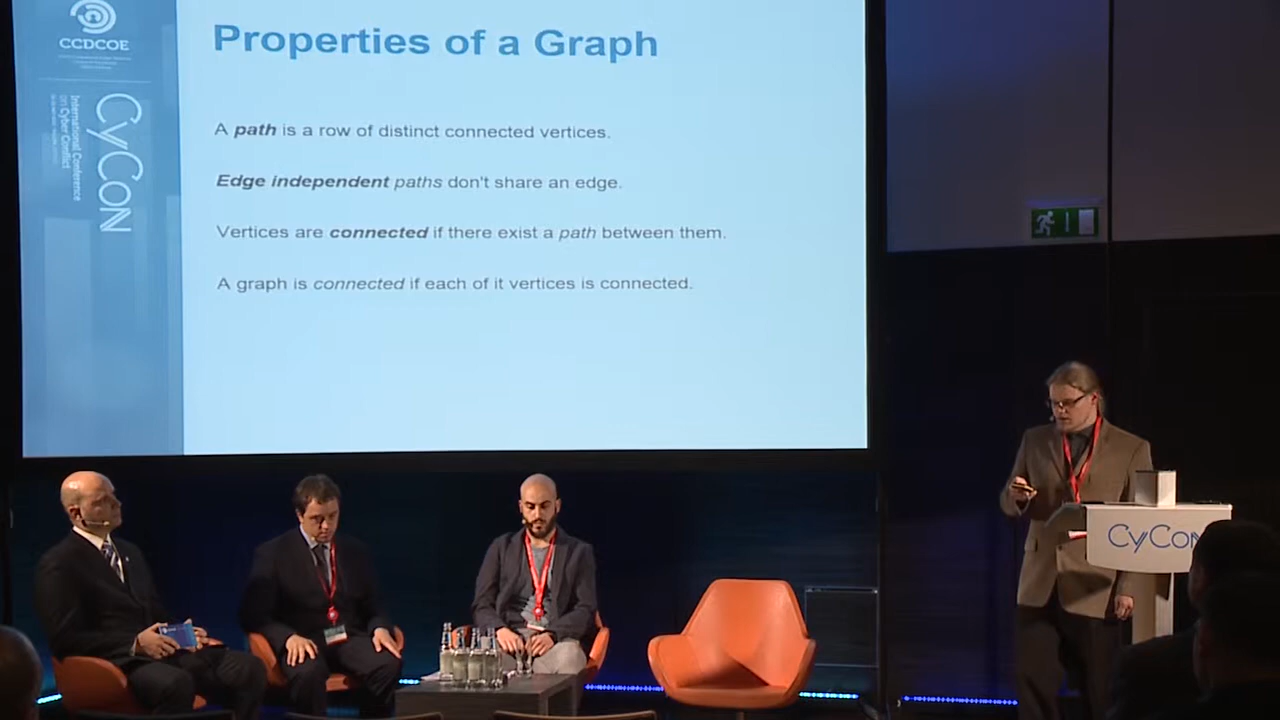 CCDCOE
CyCON
International Conference
on Cyber Conflict
Properties of a Graph
A path is a row of distinct connected vertices.
Edge independent paths don't share an edge.
Vertices are connected if there exist a path between them.
A graph is connected if each of it vertices is connected.
CyCon